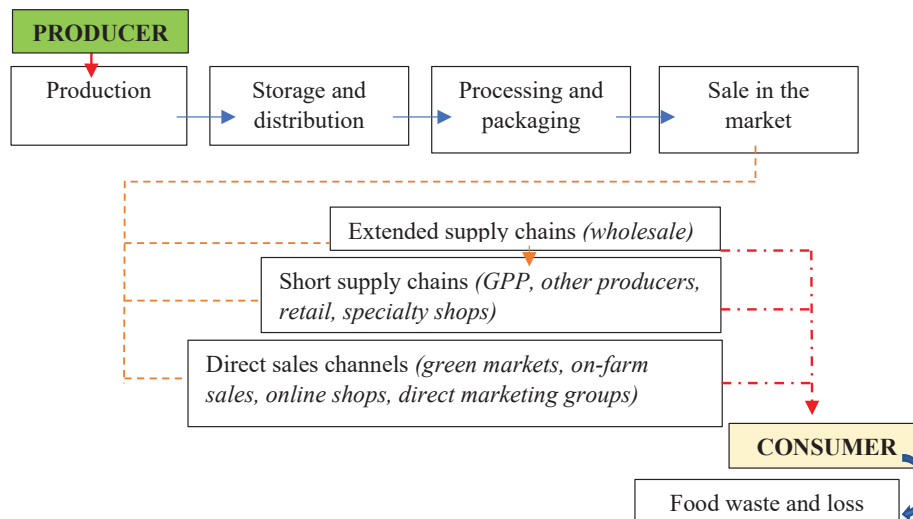 PRODUCER
Production
Storage and
distribution
Processing and
packaging
Sale in the
market
Extended supply chains (wholesale)
Short supply chains (GPP, other producers,
retail, specialty shops)
Direct sales channels (green markets, on-farm
sales, online shops, direct marketing groups)
CONSUMER
Food waste and loss